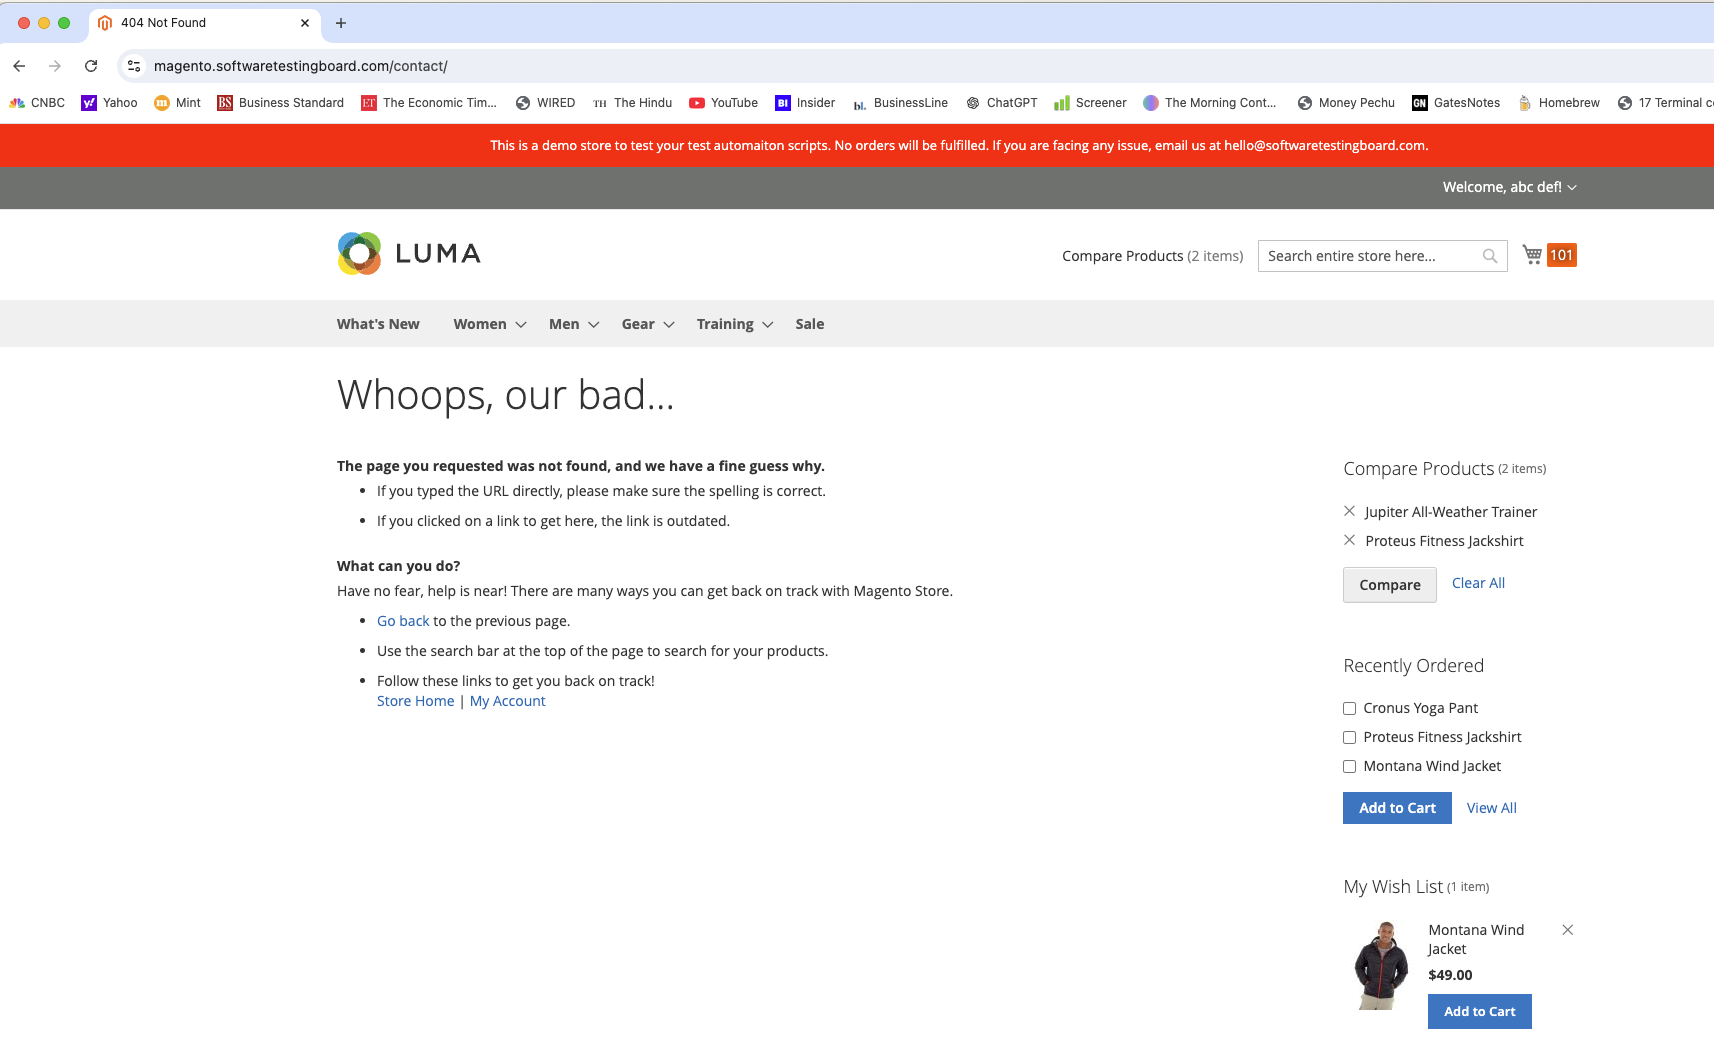 404 Not Found
magento.softwaretestingboard.com/contact/
CNBC Yahoo Mint BS Business Standard ET The Economic Tim... WIRED TH The Hindu YouTube BI Insider bl. BusinessLine ChatGPT Screener The Morning Cont... Money Pechu GN GatesNotes Homebrew 17 Terminal c
This is a demo store to test your test automaiton scripts. No orders will be fulfilled. If you are facing any issue, email us at hello@softwaretestingboard.com.
Welcome, abc def!
LUMA
Compare Products (2 items) Search entire store here... 101
What's New Women Men Gear Training Sale
Whoops, our bad...
The page you requested was not found, and we have a fine guess why.
• If you typed the URL directly, please make sure the spelling is correct.
• If you clicked on a link to get here, the link is outdated.
What can you do?
Have no fear, help is near! There are many ways you can get back on track with Magento Store.
• Go back to the previous page.
• Use the search bar at the top of the page to search for your products.
• Follow these links to get you back on track!
Store Home | My Account
Compare Products (2 items)
Jupiter All-Weather Trainer
Proteus Fitness Jackshirt
Compare Clear All
Recently Ordered
Cronus Yoga Pant
Proteus Fitness Jackshirt
Montana Wind Jacket
Add to Cart View All
My Wish List (1 item)
Montana Wind
Jacket
$49.00
Add to Cart